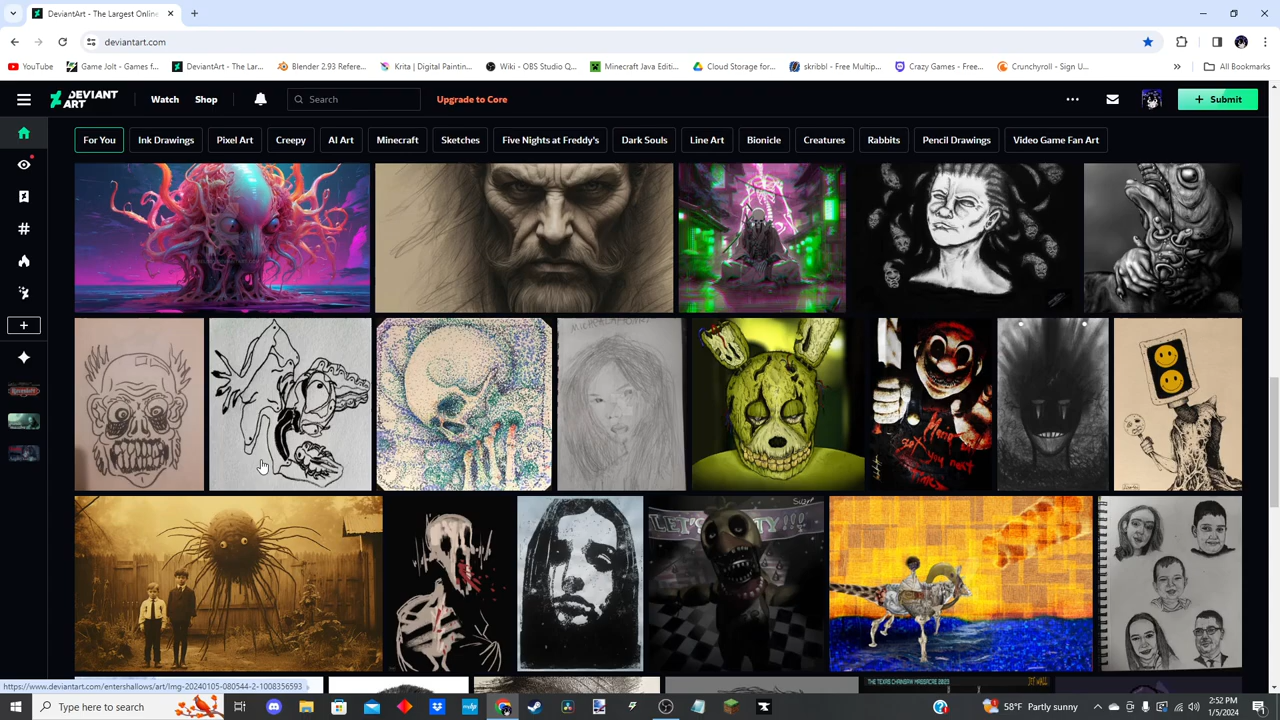 DeviantArt - The Largest Online
deviantart.com
YouTube
Game Jolt - Games f...
DeviantArt - The Lar...
Blender 2.93 Refere...
Krita | Digital Paintin...
Wiki - OBS Studio Q...
Minecraft Java Editi...
Cloud Storage for...
skribbl - Free Multip...
Crazy Games - Free...
Crunchyroll - Sign U...
»
All Bookmarks
DEVIANT
ART
Watch
Shop
Search
Upgrade to Core
Submit
For You
Ink Drawings
Pixel Art
Creepy
AI Art
Minecraft
Sketches
Five Nights at Freddy's
Dark Souls
Line Art
Bionicle
Creatures
Rabbits
Pencil Drawings
Video Game Fan Art
LET'S PARTY!!!
THE TEXAS CHAINSAW MASSACRE 2003
https://www.deviantart.com/entershallows/art/Img-20240105-080544-2-1008356593
Type here to search
58°F Partly sunny
2:52 PM
1/5/2024